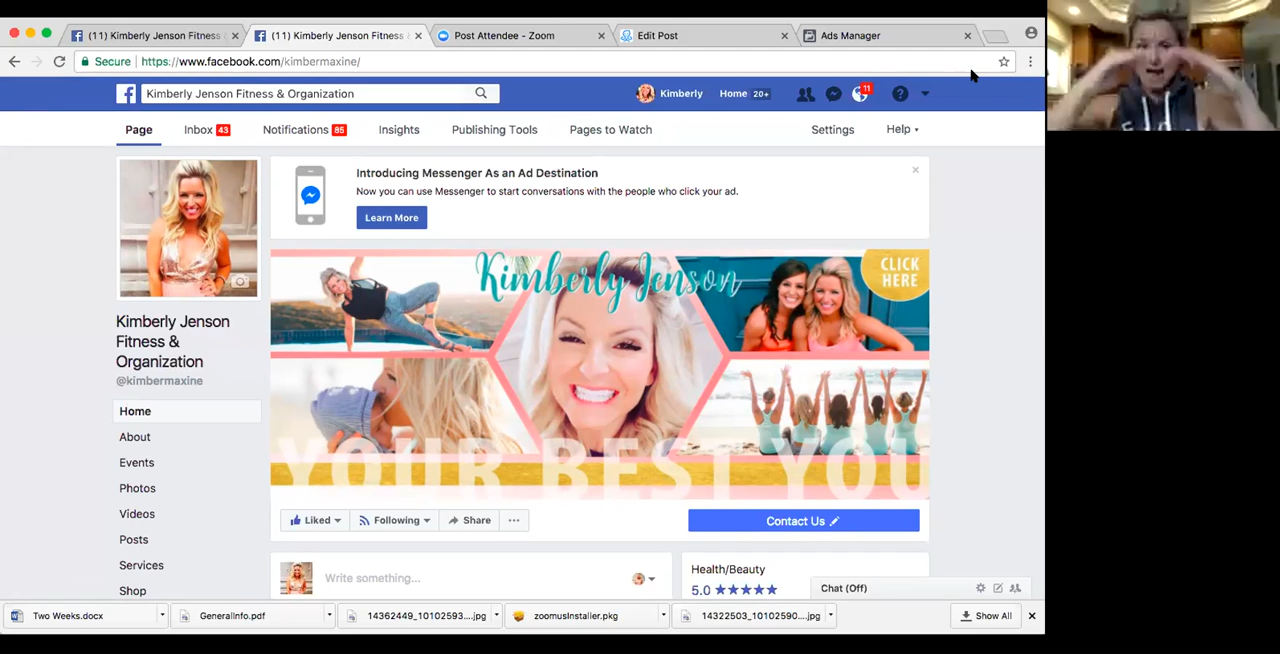 (11) Kimberly Jenson Fitness
(11) Kimberly Jenson Fitness
Post Attendee - Zoom
Edit Post
Ads Manager
Secure
https://www.facebook.com/kimbermaxine/
Kimberly Jenson Fitness & Organization
Kimberly
Home 20+
11
Page
Inbox 43
Notifications 85
Insights
Publishing Tools
Pages to Watch
Settings
Help
Introducing Messenger As an Ad Destination
Now you can use Messenger to start conversations with the people who click your ad.
Learn More
Kimberly Jenson
CLICK
HERE
YOUR BEST YOU
Kimberly Jenson
Fitness &
Organization
@kimbermaxine
Home
About
Events
Photos
Videos
Posts
Services
Shop
Liked
Following
Share
Contact Us
Write something...
Health/Beauty
5.0 ★★★★★
Chat (Off)
Two Weeks.docx
GeneralInfo.pdf
14362449_10102593....jpg
zoomusInstaller.pkg
14322503_10102590....jpg
Show All